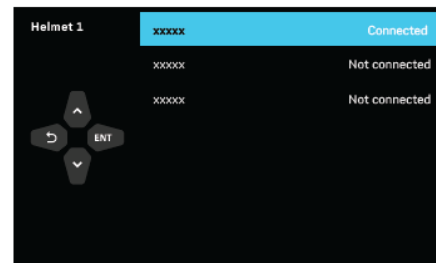 Helmet 1
xxxxx Connected
xxxxx Not connected
xxxxx Not connected
ENT